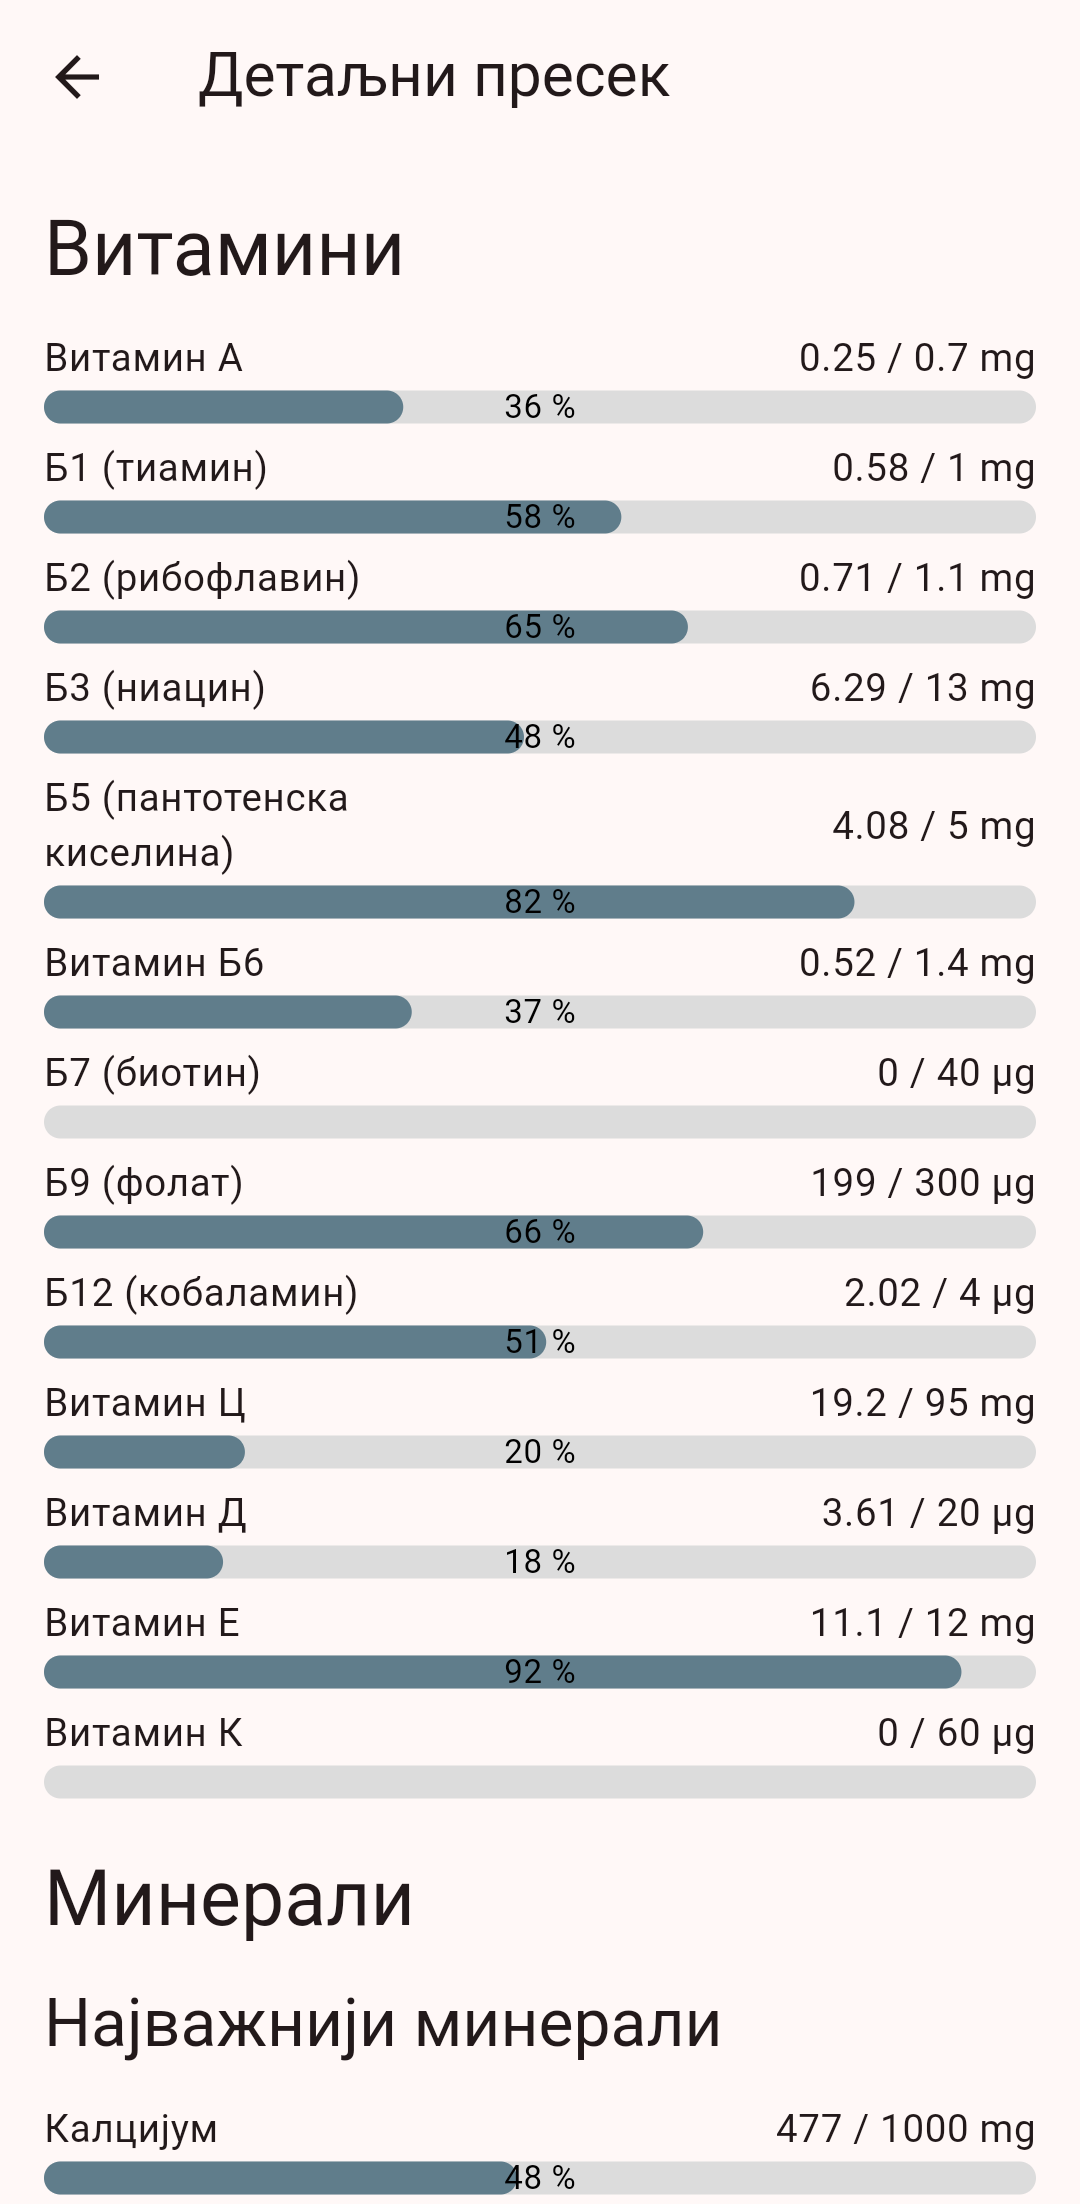 Детаљни пресек
Витамини
Витамин А 0.25 / 0.7 mg
36 %
Б1 (тиамин) 0.58 / 1 mg
58 %
Б2 (рибофлавин) 0.71 / 1.1 mg
65 %
Б3 (ниацин) 6.29 / 13 mg
48 %
Б5 (пантотенска
киселина) 4.08 / 5 mg
82 %
Витамин Б6 0.52 / 1.4 mg
37 %
Б7 (биотин) 0 / 40 µg
Б9 (фолат) 199 / 300 µg
66 %
Б12 (кобаламин) 2.02 / 4 µg
51 %
Витамин Ц 19.2 / 95 mg
20 %
Витамин Д 3.61 / 20 µg
18 %
Витамин Е 11.1 / 12 mg
92 %
Витамин К 0 / 60 µg
Минерали
Најважнији минерали
Калцијум 477 / 1000 mg
48 %